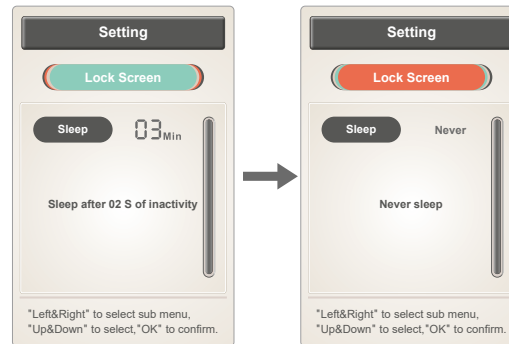 Setting
Lock Screen
Sleep 03 Min
Sleep after 02 S of inactivity
"Left&Right" to select sub menu,
"Up&Down" to select,"OK" to confirm.
Setting
Lock Screen
Sleep Never
Never sleep
"Left&Right" to select sub menu,
"Up&Down" to select,"OK" to confirm.